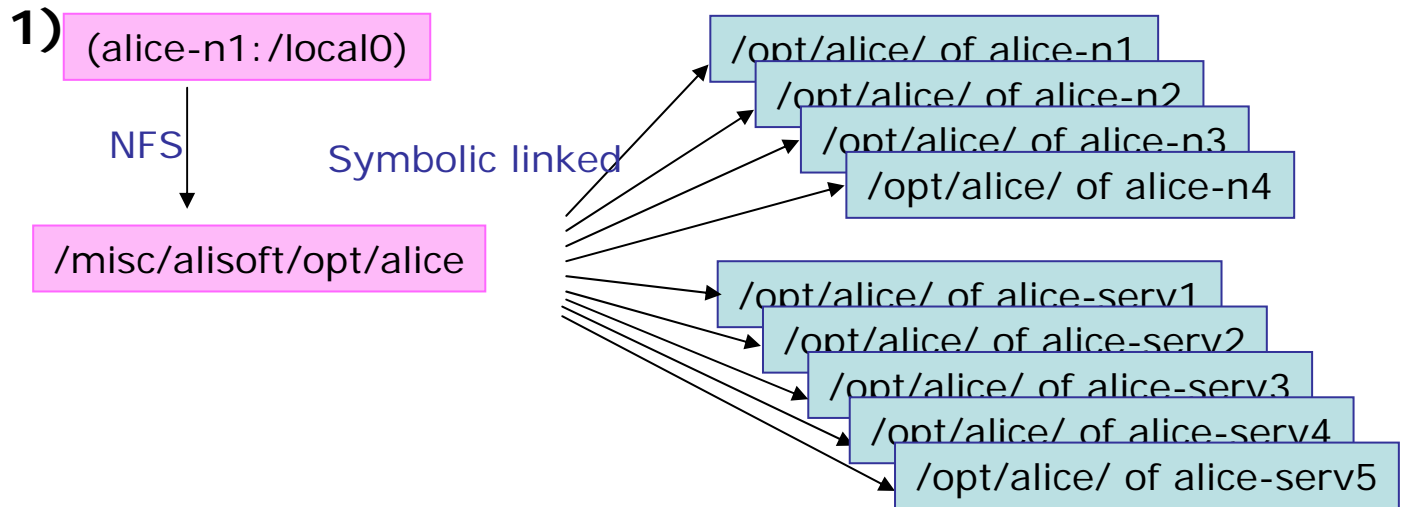 1)
(alice-n1:/local0)
NFS
/misc/alisoft/opt/alice
Symbolic linked
/opt/alice/ of alice-n1
/opt/alice/ of alice-n2
/opt/alice/ of alice-n3
/opt/alice/ of alice-n4
/opt/alice/ of alice-serv1
/opt/alice/ of alice-serv2
/opt/alice/ of alice-serv3
/opt/alice/ of alice-serv4
/opt/alice/ of alice-serv5